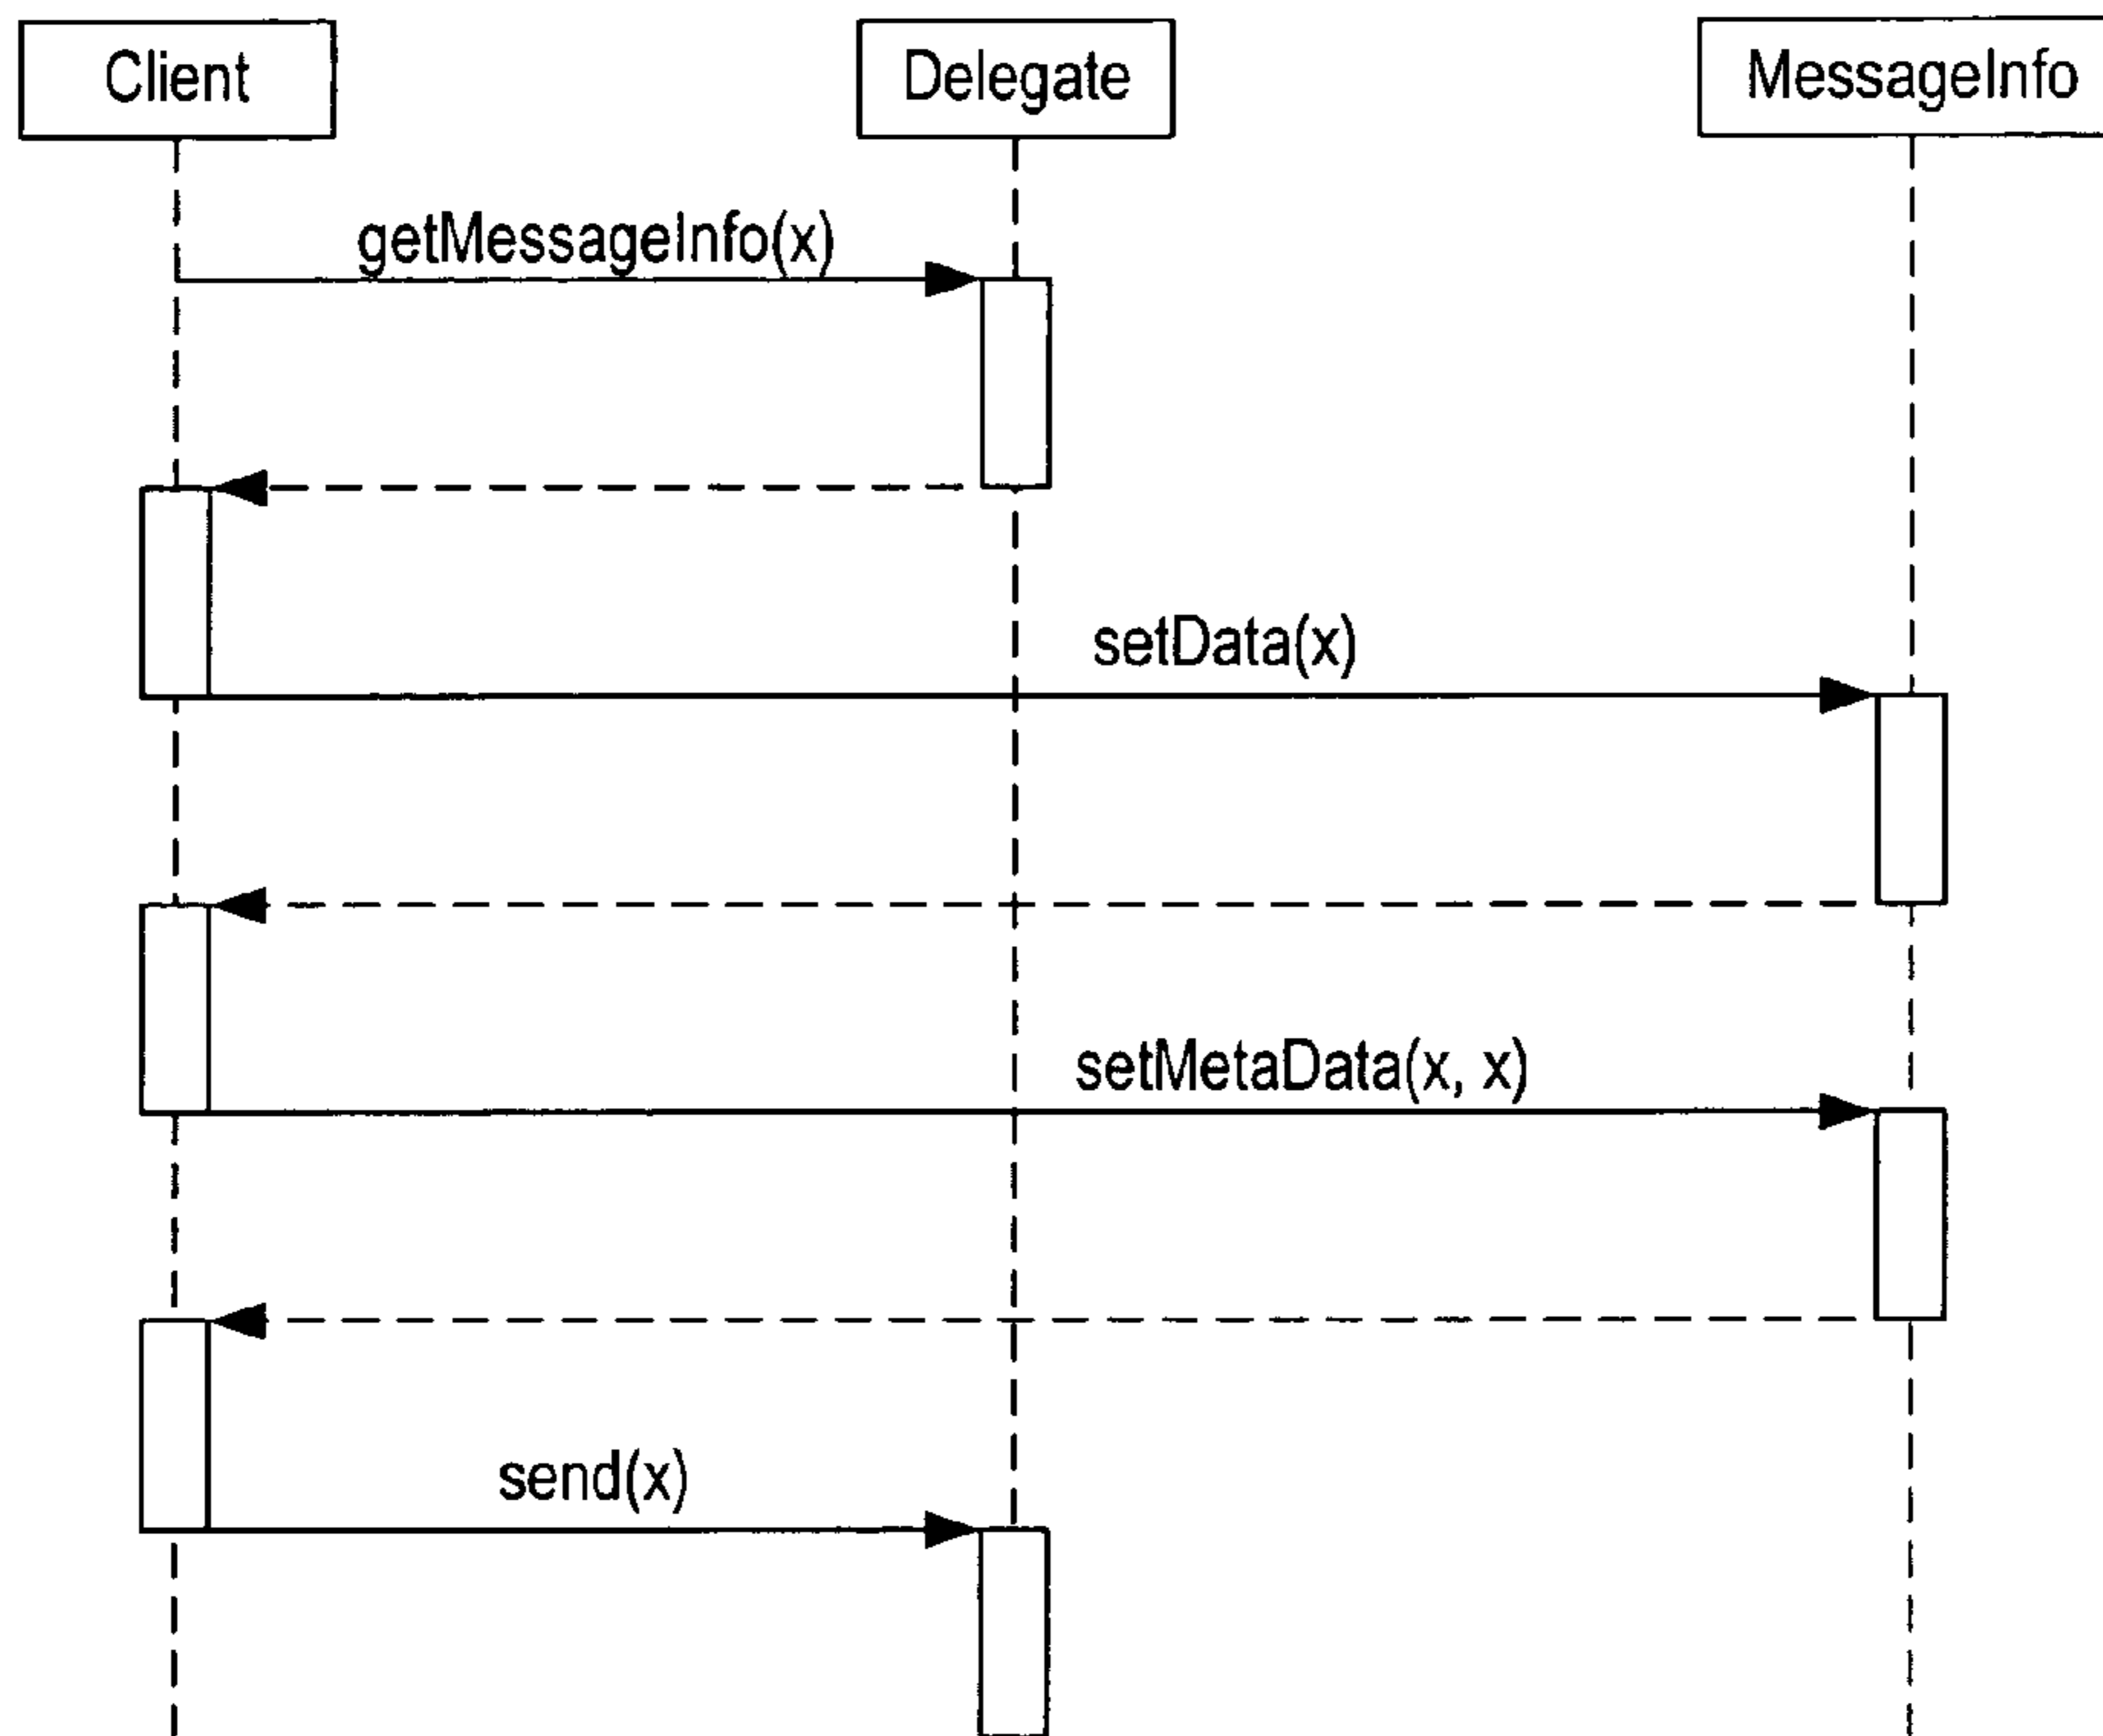 Client
Delegate
MessageInfo
getMessageInfo(x)
setData(x)
setMetaData(x, x)
send(x)